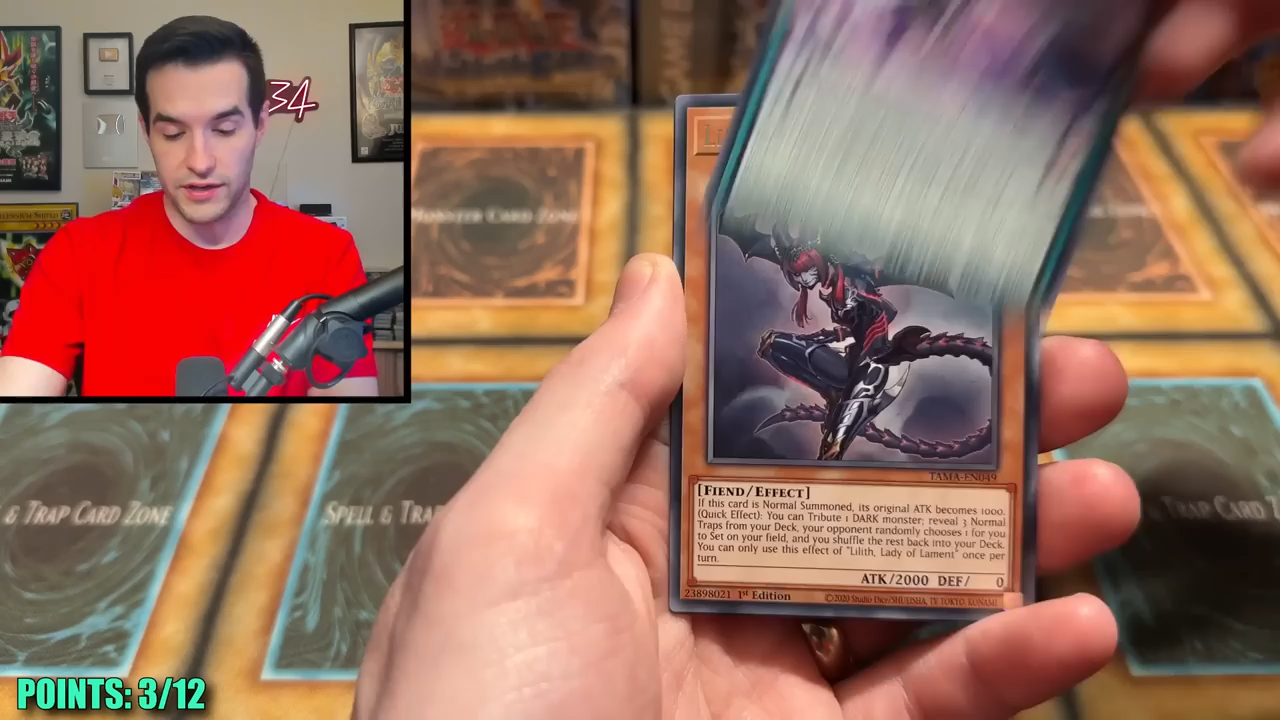 34
MONSTER CARD ZONE
& TRAP CARD ZONE
SPELL & TRA
TRAP CARD Z
TAMA-EN049
[FIEND/EFFECT]
If this card is Normal Summoned, its original ATK becomes 1000.
(Quick Effect): You can Tribute 1 DARK monster; reveal 3 Normal
Traps from your Deck, your opponent randomly chooses 1 for you
to Set on your field, and you shuffle the rest back into your Deck.
You can only use this effect of "Lilith, Lady of Lament" once per
turn.
ATK/2000 DEF/ 0
23898021 1st Edition
©2020 Studio Dice/SHUEISHA, TV TOKYO, KONAMI
POINTS: 3/12